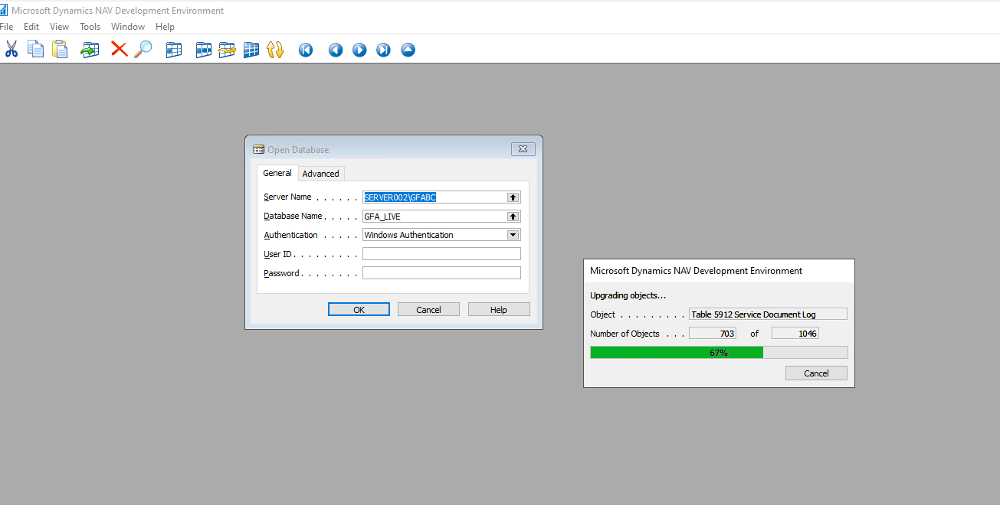 Microsoft Dynamics NAV Development Environment
File Edit View Tools Window Help
Open Database
General Advanced
Server Name . . . . . . SERVER002\GFABC
Database Name . . . . . GFA_LIVE
Authentication . . . . . Windows Authentication
User ID . . . . . . . . .
Password . . . . . . . .
OK Cancel Help
Microsoft Dynamics NAV Development Environment
Upgrading objects...
Object . . . . . . . . . Table 5912 Service Document Log
Number of Objects . . . 703 of 1046
67%
Cancel